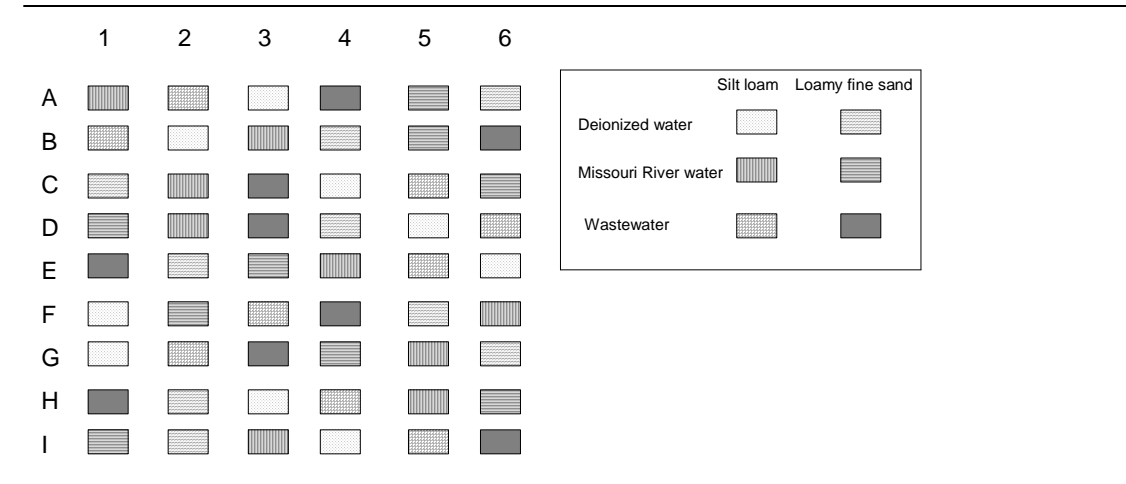 1 2 3 4 5 6
A
B
C
D
E
F
G
H
I
Silt loam Loamy fine sand
Deionized water
Missouri River water
Wastewater